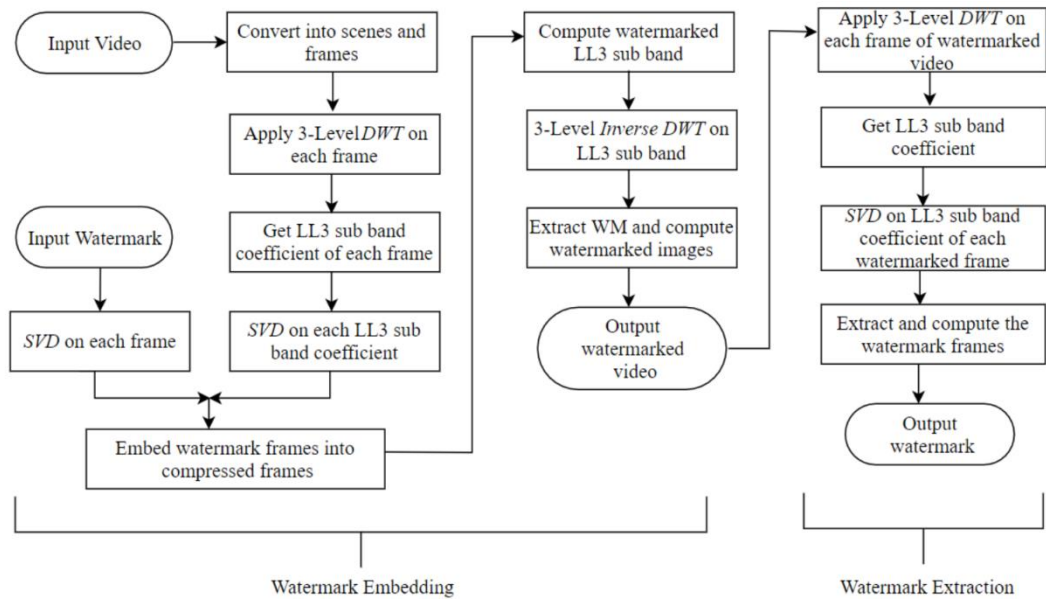 Input Video
Convert into scenes and
frames
Apply 3-Level DWT on
each frame
Get LL3 sub band
coefficient of each frame
SVD on each LL3 sub
band coefficient
Input Watermark
SVD on each frame
Embed watermark frames into
compressed frames
Compute watermarked
LL3 sub band
3-Level Inverse DWT on
LL3 sub band
Extract WM and compute
watermarked images
Output
watermarked
video
Apply 3-Level DWT on
each frame of watermarked
video
Get LL3 sub band
coefficient
SVD on LL3 sub band
coefficient of each
watermarked frame
Extract and compute the
watermark frames
Output
watermark
Watermark Embedding
Watermark Extraction